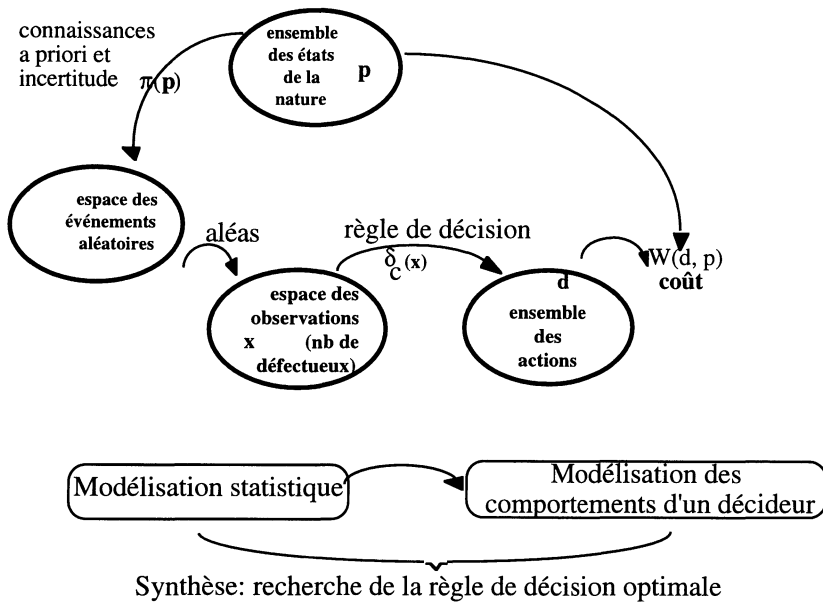 connaissances
a priori et
incertitude
π(p)
ensemble
des états
de la
nature
p
espace des
événements
aléatoires
aléas
règle de décision
δ_c(x)
W(d, p)
coût
espace des
observations
x (nb de
défectueux)
d
ensemble
des
actions
Modélisation statistique
Modélisation des
comportements d'un décideur
Synthèse: recherche de la règle de décision optimale